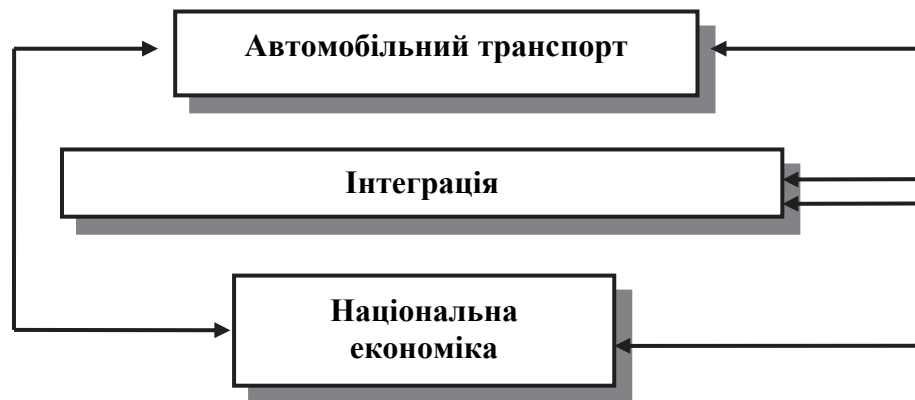 Автомобільний транспорт
Інтеграція
Національна
економіка